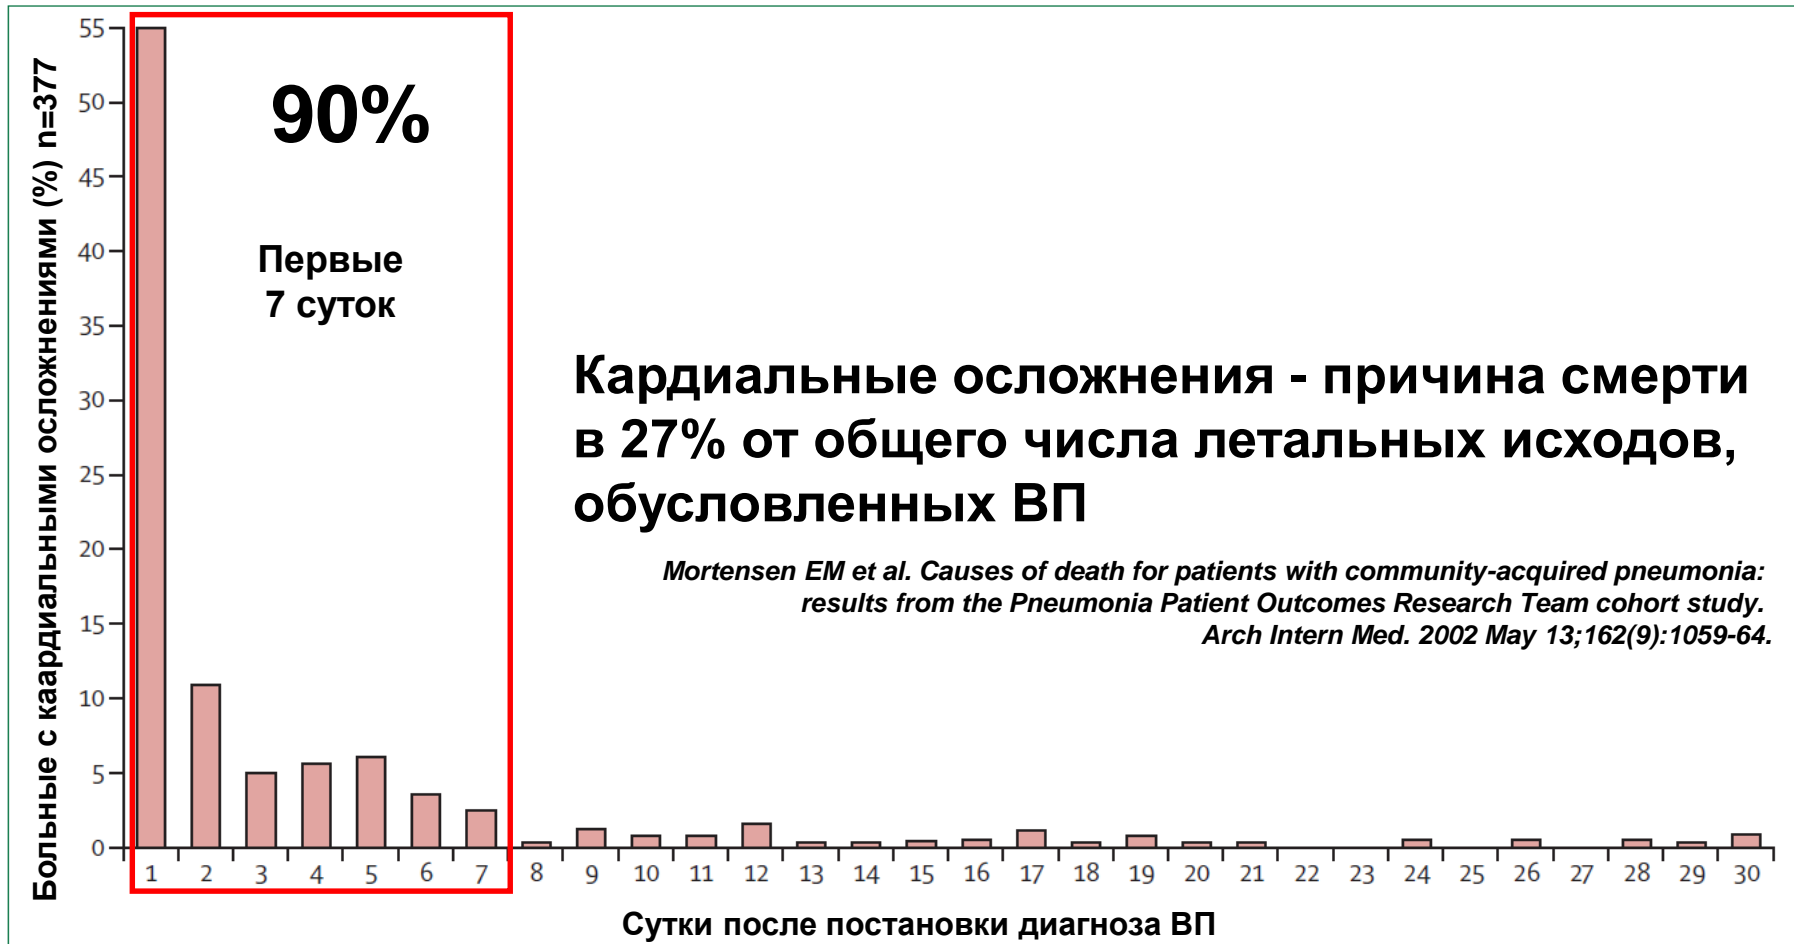 Больные с каардиальными осложнениями (%) n=377
55
50
45
40
35
30
25
20
15
10
5
0
90%
Первые
7 суток
Кардиальные осложнения - причина смерти
в 27% от общего числа летальных исходов,
обусловленных ВП
Mortensen EM et al. Causes of death for patients with community-acquired pneumonia:
results from the Pneumonia Patient Outcomes Research Team cohort study.
Arch Intern Med. 2002 May 13;162(9):1059-64.
1 2 3 4 5 6 7 8 9 10 11 12 13 14 15 16 17 18 19 20 21 22 23 24 25 26 27 28 29 30
Сутки после постановки диагноза ВП